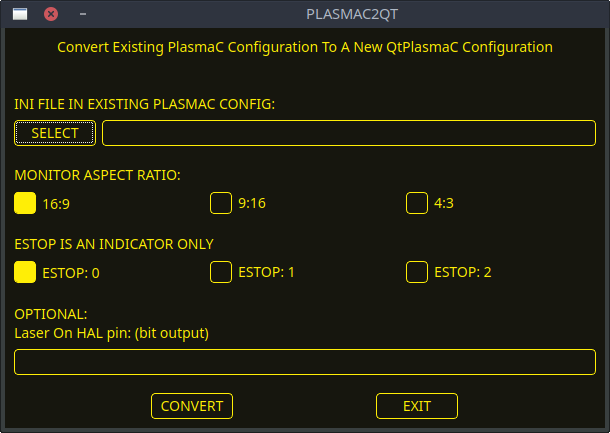 PLASMAC2QT
Convert Existing PlasmaC Configuration To A New QtPlasmaC Configuration
INI FILE IN EXISTING PLASMAC CONFIG:
SELECT
MONITOR ASPECT RATIO:
16:9 9:16 4:3
ESTOP IS AN INDICATOR ONLY
ESTOP: 0 ESTOP: 1 ESTOP: 2
OPTIONAL:
Laser On HAL pin: (bit output)
CONVERT EXIT